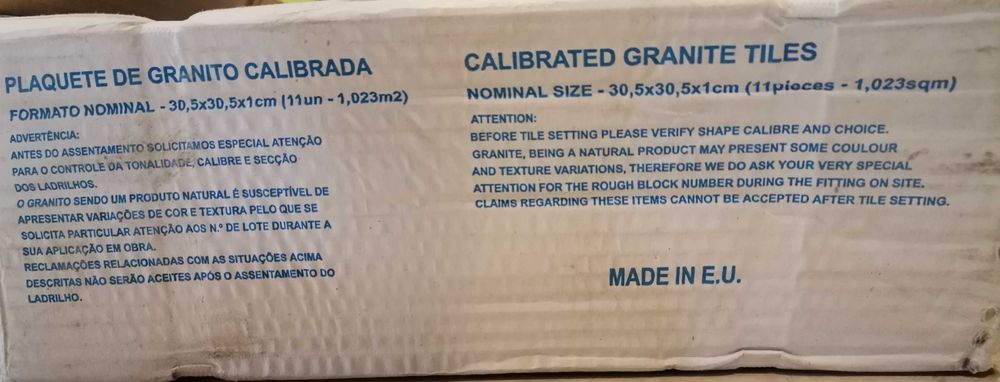 PLAQUETE DE GRANITO CALIBRADA
FORMATO NOMINAL - 30,5x30,5x1cm (11un - 1,023m2)
ADVERTÊNCIA:
ANTES DO ASSENTAMENTO SOLICITAMOS ESPECIAL ATENÇÃO
PARA O CONTROLE DA TONALIDADE, CALIBRE E SECÇÃO
DOS LADRILHOS.
O GRANITO SENDO UM PRODUTO NATURAL É SUSCEPTÍVEL DE
APRESENTAR VARIAÇÕES DE COR E TEXTURA PELO QUE SE
SOLICITA PARTICULAR ATENÇÃO AOS N.º DE LOTE DURANTE A
SUA APLICAÇÃO EM OBRA.
RECLAMAÇÕES RELACIONADAS COM AS SITUAÇÕES ACIMA
DESCRITAS NÃO SERÃO ACEITES APÓS O ASSENTAMENTO DO
LADRILHO.
CALIBRATED GRANITE TILES
NOMINAL SIZE - 30,5x30,5x1cm (11pieces - 1,023sqm)
ATTENTION:
BEFORE TILE SETTING PLEASE VERIFY SHAPE CALIBRE AND CHOICE.
GRANITE, BEING A NATURAL PRODUCT MAY PRESENT SOME COULOUR
AND TEXTURE VARIATIONS, THEREFORE WE DO ASK YOUR VERY SPECIAL
ATTENTION FOR THE ROUGH BLOCK NUMBER DURING THE FITTING ON SITE.
CLAIMS REGARDING THESE ITEMS CANNOT BE ACCEPTED AFTER TILE SETTING.
MADE IN E.U.